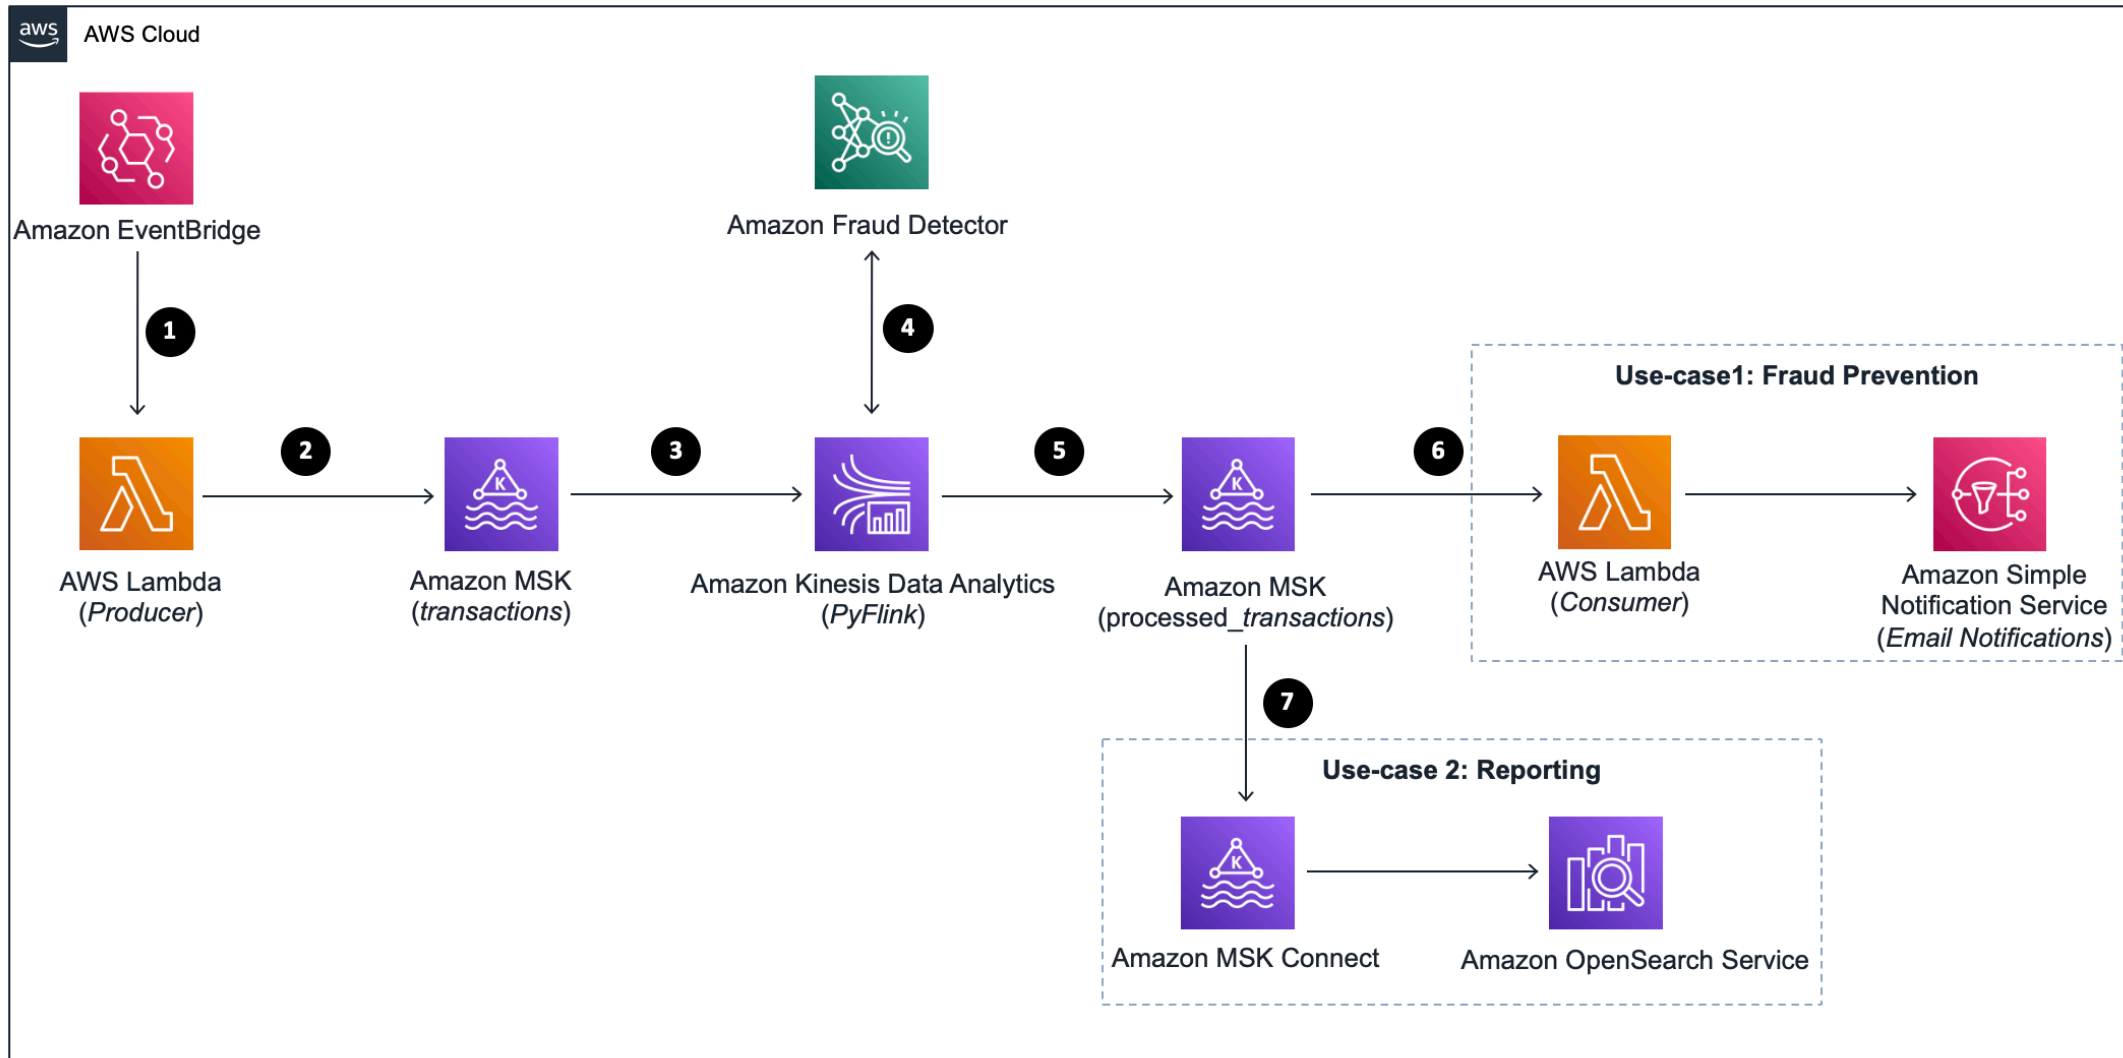 aws
AWS Cloud
Amazon EventBridge
Amazon Fraud Detector
1
4
Use-case1: Fraud Prevention
2
3
5
6
K
K
AWS Lambda
(Producer)
Amazon MSK
(transactions)
Amazon Kinesis Data Analytics
(PyFlink)
Amazon MSK
(processed_transactions)
AWS Lambda
(Consumer)
Amazon Simple
Notification Service
(Email Notifications)
7
Use-case 2: Reporting
K
Amazon MSK Connect
Amazon OpenSearch Service